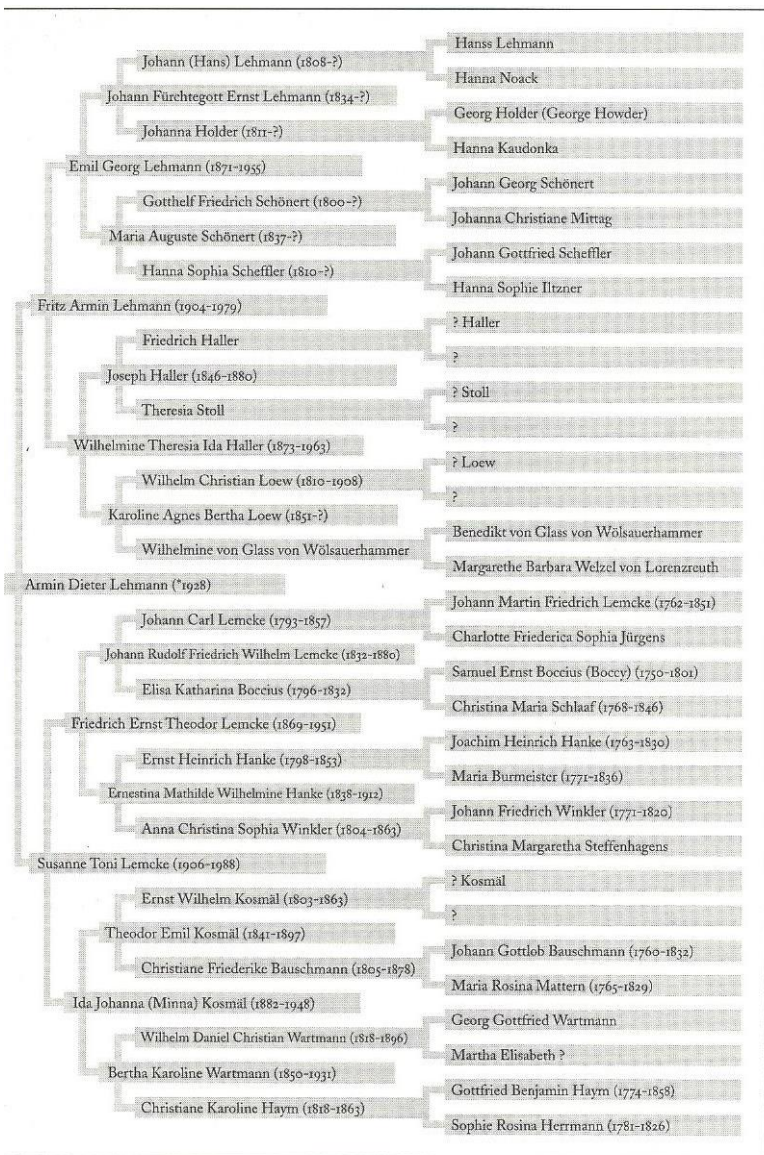 Hanss Lehmann
Johann (Hans) Lehmann (1808-?)
Hanna Noack
Johann Fürchtegott Ernst Lehmann (1834-?)
Georg Holder (George Howder)
Johanna Holder (1811-?)
Hanna Kaudonka
Emil Georg Lehmann (1871-1955)
Johann Georg Schönert
Gotthelf Friedrich Schönert (1800-?)
Johanna Christiane Mittag
Maria Auguste Schönert (1837-?)
Johann Gottfried Scheffler
Hanna Sophia Scheffler (1810-?)
Hanna Sophie Iltzner
Fritz Armin Lehmann (1904-1979)
? Haller
Friedrich Haller
?
Joseph Haller (1846-1880)
? Stoll
Theresia Stoll
?
Wilhelmine Theresia Ida Haller (1873-1963)
? Loew
Wilhelm Christian Loew (1810-1908)
?
Karoline Agnes Bertha Loew (1851-?)
Benedikt von Glass von Wölsauerhammer
Wilhelmine von Glass von Wölsauerhammer
Margarethe Barbara Welzel von Lorenzreuth
Armin Dieter Lehmann (*1928)
Johann Martin Friedrich Lemcke (1762-1851)
Johann Carl Lemcke (1793-1857)
Charlotte Friederica Sophia Jürgens
Johann Rudolf Friedrich Wilhelm Lemcke (1832-1880)
Samuel Ernst Boccius (Boccy) (1750-1801)
Elisa Katharina Boccius (1796-1832)
Christina Maria Schlaaf (1768-1846)
Friedrich Ernst Theodor Lemcke (1869-1951)
Joachim Heinrich Hanke (1763-1830)
Ernst Heinrich Hanke (1798-1853)
Maria Burmeister (1771-1836)
Ernestina Mathilde Wilhelmine Hanke (1838-1912)
Johann Friedrich Winkler (1771-1820)
Anna Christina Sophia Winkler (1804-1863)
Christina Margaretha Steffenhagens
Susanne Toni Lemcke (1906-1988)
? Kosmäl
Ernst Wilhelm Kosmäl (1803-1863)
?
Theodor Emil Kosmäl (1841-1897)
Johann Gottlob Bauschmann (1760-1832)
Christiane Friederike Bauschmann (1805-1878)
Maria Rosina Mattern (1765-1829)
Ida Johanna (Minna) Kosmäl (1882-1948)
Georg Gottfried Wartmann
Wilhelm Daniel Christian Wartmann (1818-1896)
Martha Elisabeth ?
Bertha Karoline Wartmann (1850-1931)
Gottfried Benjamin Haym (1774-1858)
Christiane Karoline Haym (1818-1863)
Sophie Rosina Herrmann (1781-1826)